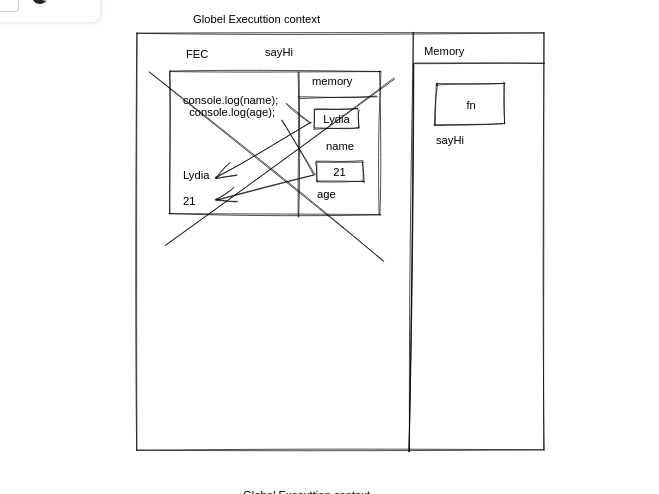 Globel Executtion context
FEC
sayHi
Memory
memory
console.log(name);
console.log(age);
Lydia
fn
name
sayHi
Lydia
21
21
age
Globel Executtion context